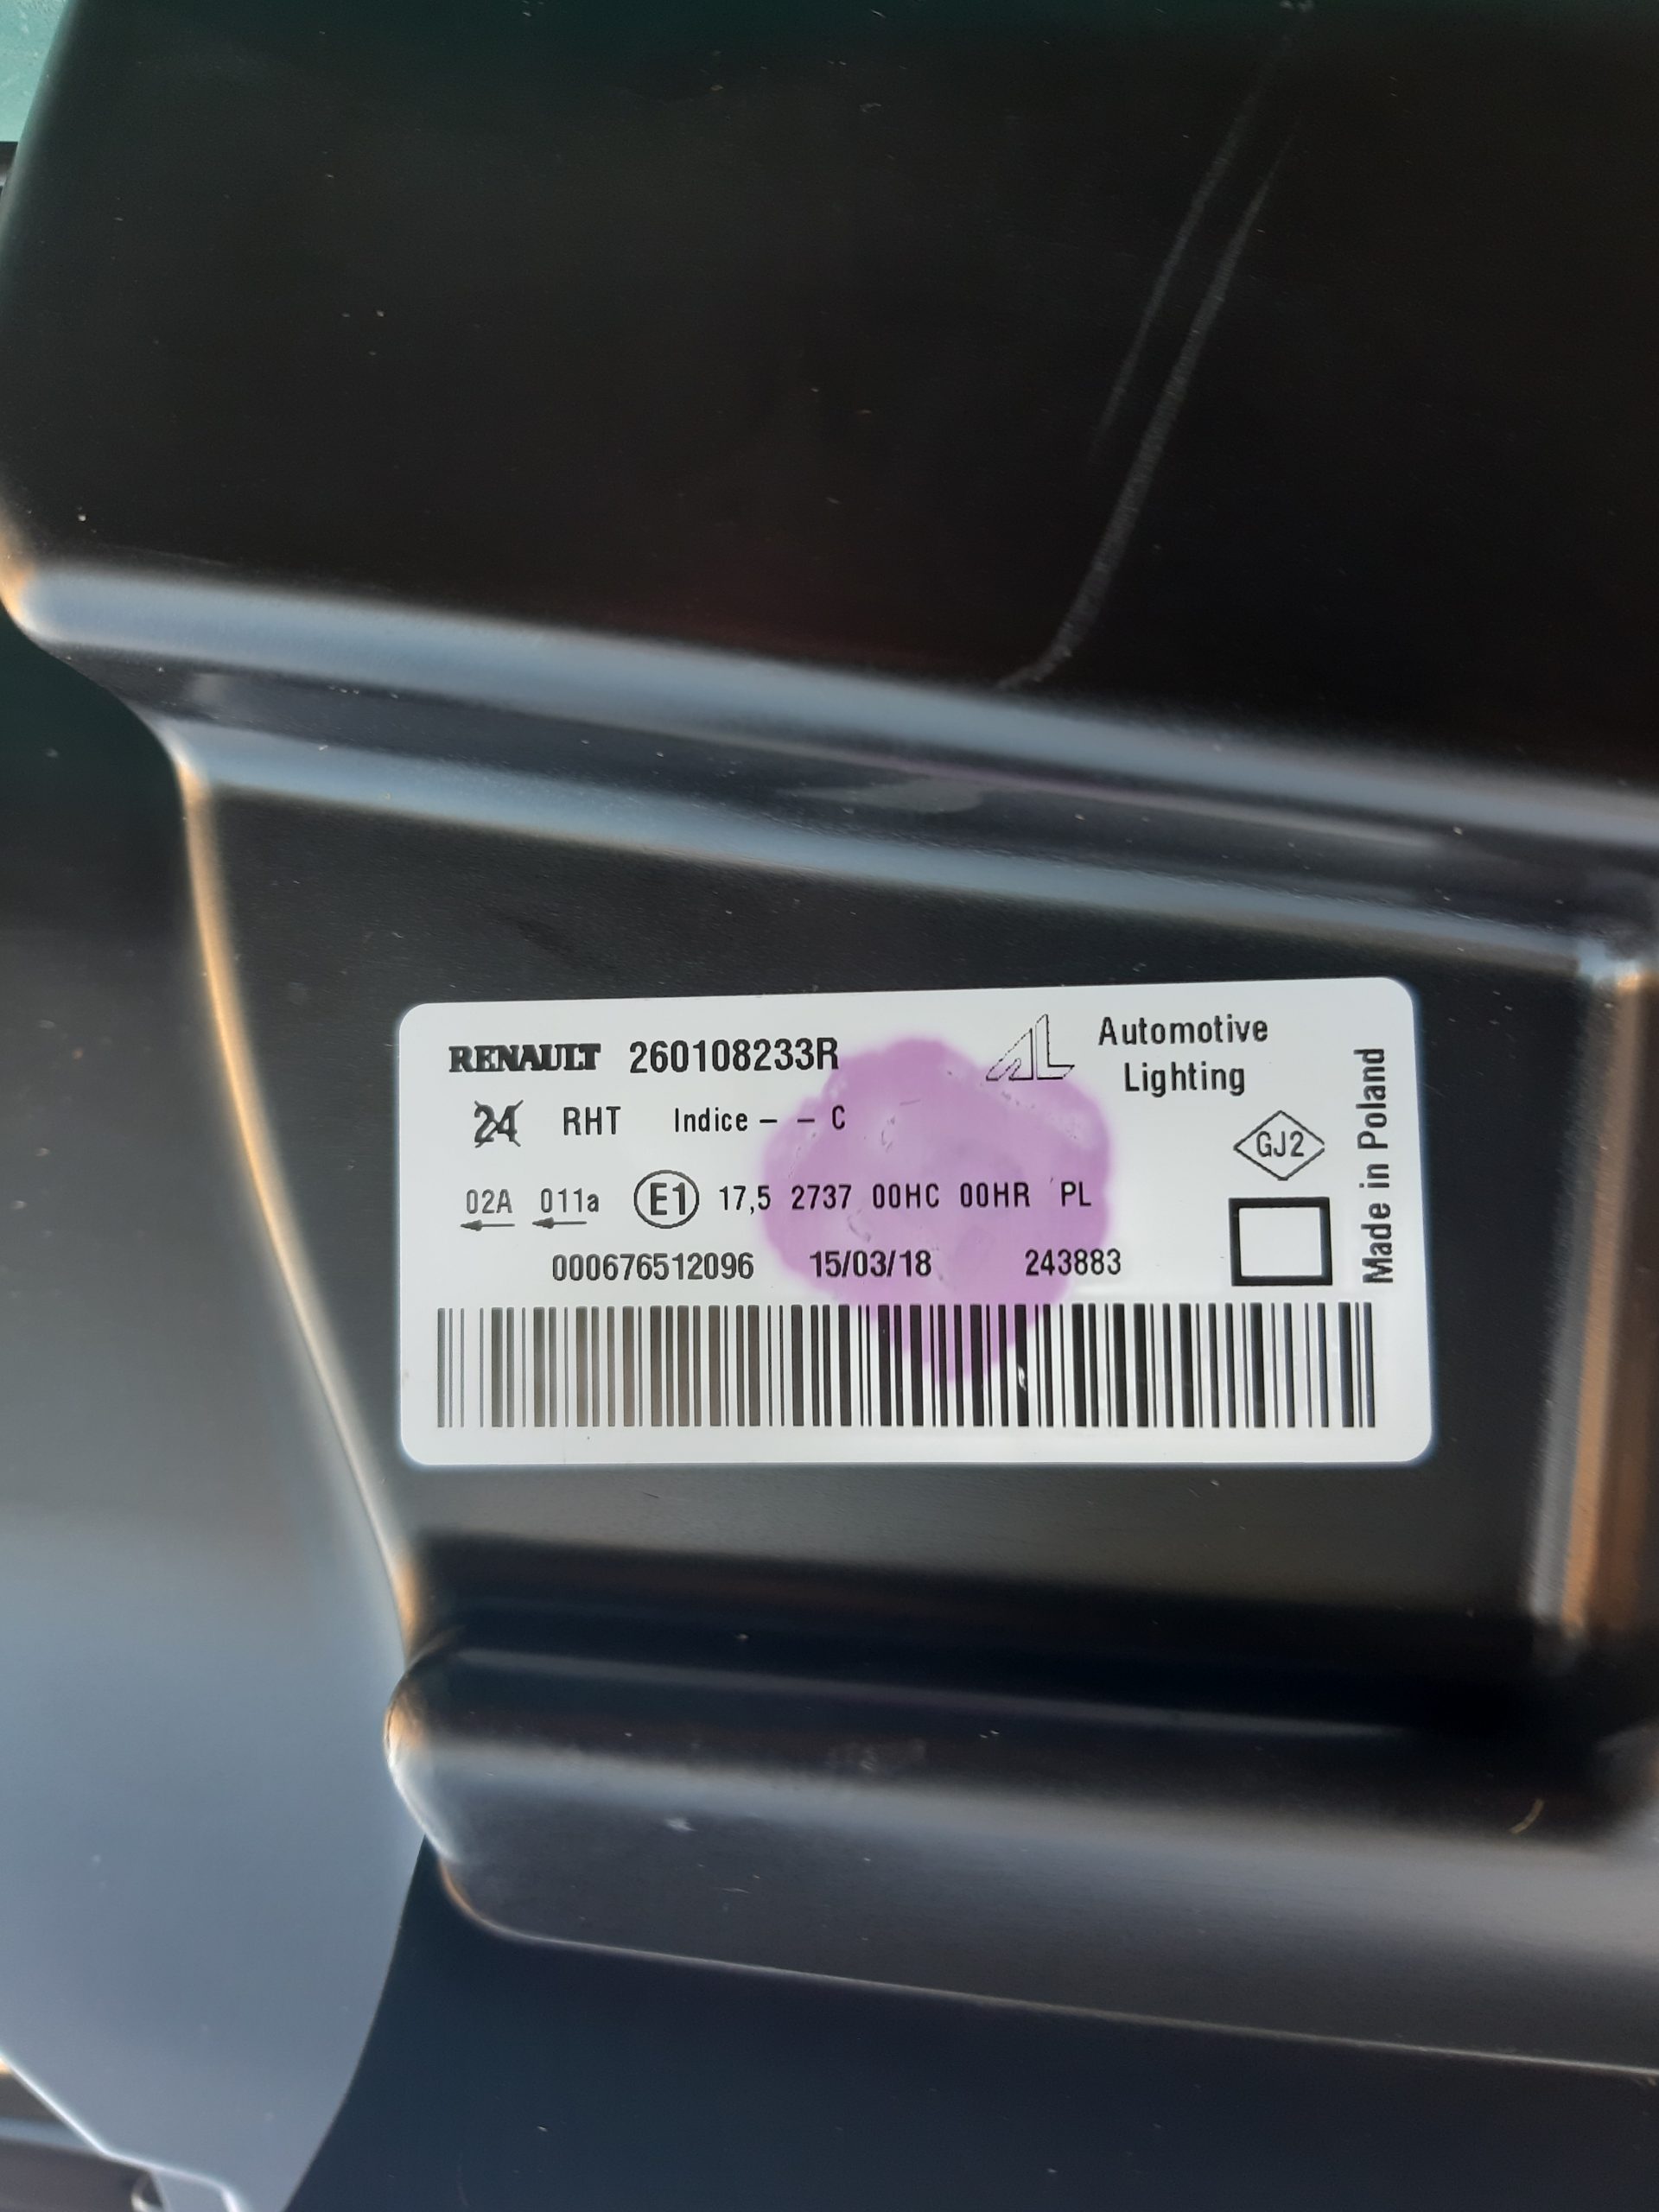 RENAULT 260108233R
Automotive
Lighting
24 RHT Indice - - C
GJ2
02A 011a E1 17,5 2737 00HC 00HR PL
000676512096 15/03/18 243883
Made in Poland